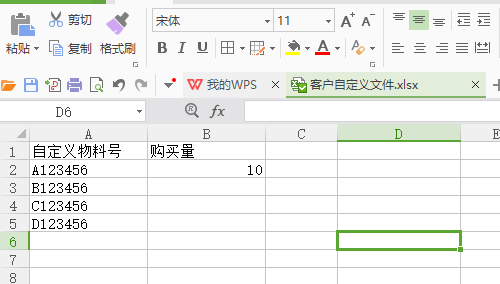 剪切 宋体 11 A+ A-
粘贴 复制 格式刷 B I U A
我的WPS 客户自定义文件.xlsx
D6 fx
A B C D E
1 自定义物料号 购买量
2 A123456 10
3 B123456
4 C123456
5 D123456
6
7
8